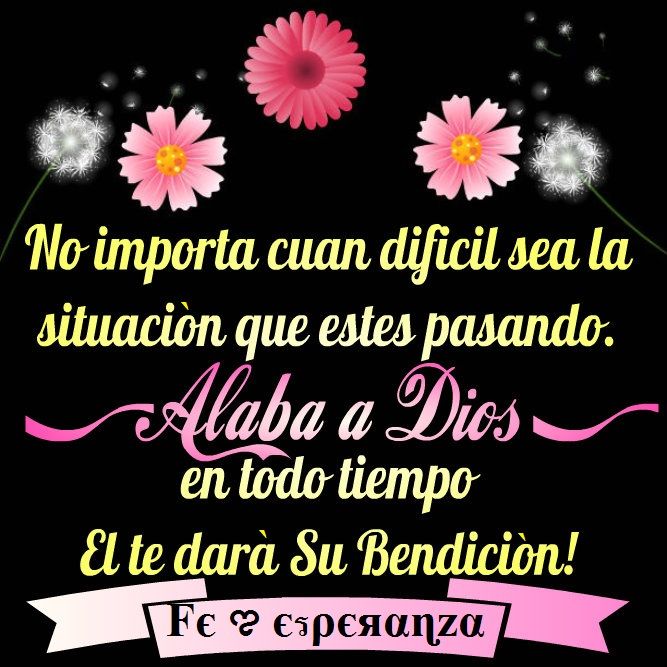 No importa cuan dificil sea la
situaciòn que estes pasando.
Alaba a Dios
en todo tiempo
El te darà Su Bendiciòn!
Fe ღ esperanza